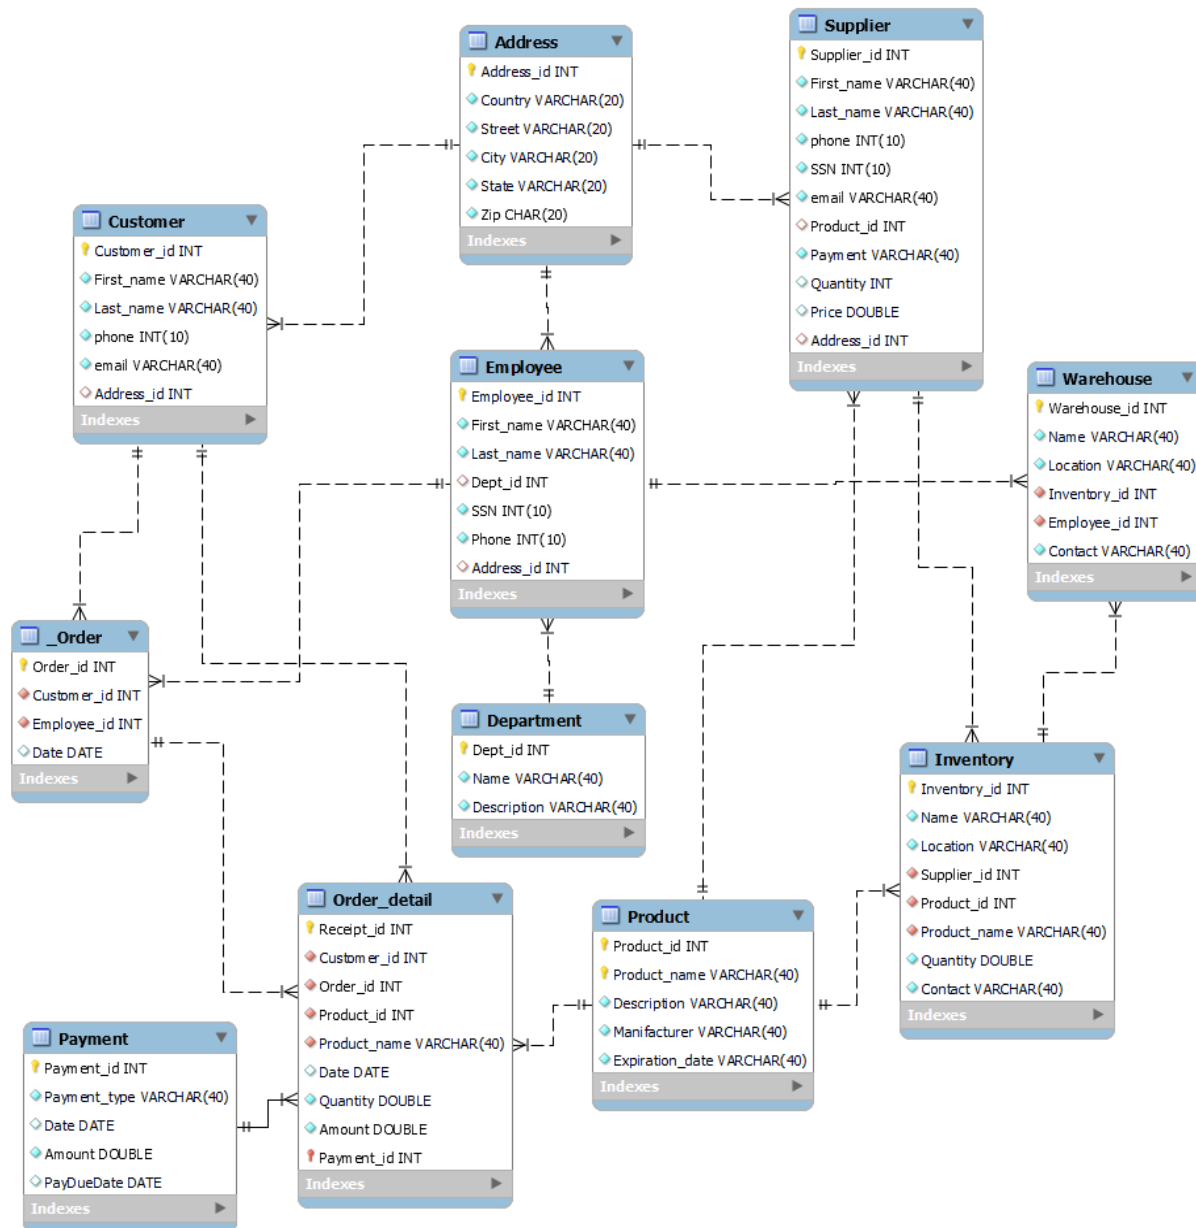 Address
Address_id INT
Country VARCHAR(20)
Street VARCHAR(20)
City VARCHAR(20)
State VARCHAR(20)
Zip CHAR(20)
Indexes
Supplier
Supplier_id INT
First_name VARCHAR(40)
Last_name VARCHAR(40)
phone INT(10)
SSN INT(10)
email VARCHAR(40)
Product_id INT
Payment VARCHAR(40)
Quantity INT
Price DOUBLE
Address_id INT
Indexes
Customer
Customer_id INT
First_name VARCHAR(40)
Last_name VARCHAR(40)
phone INT(10)
email VARCHAR(40)
Address_id INT
Indexes
Employee
Employee_id INT
First_name VARCHAR(40)
Last_name VARCHAR(40)
Dept_id INT
SSN INT(10)
Phone INT(10)
Address_id INT
Indexes
Warehouse
Warehouse_id INT
Name VARCHAR(40)
Location VARCHAR(40)
Inventory_id INT
Employee_id INT
Contact VARCHAR(40)
Indexes
_Order
Order_id INT
Customer_id INT
Employee_id INT
Date DATE
Indexes
Department
Dept_id INT
Name VARCHAR(40)
Description VARCHAR(40)
Indexes
Inventory
Inventory_id INT
Name VARCHAR(40)
Location VARCHAR(40)
Supplier_id INT
Product_id INT
Product_name VARCHAR(40)
Quantity DOUBLE
Contact VARCHAR(40)
Indexes
Order_detail
Receipt_id INT
Customer_id INT
Order_id INT
Product_id INT
Product_name VARCHAR(40)
Date DATE
Quantity DOUBLE
Amount DOUBLE
Payment_id INT
Indexes
Product
Product_id INT
Product_name VARCHAR(40)
Description VARCHAR(40)
Manifacturer VARCHAR(40)
Expiration_date VARCHAR(40)
Indexes
Payment
Payment_id INT
Payment_type VARCHAR(40)
Date DATE
Amount DOUBLE
PayDueDate DATE
Indexes